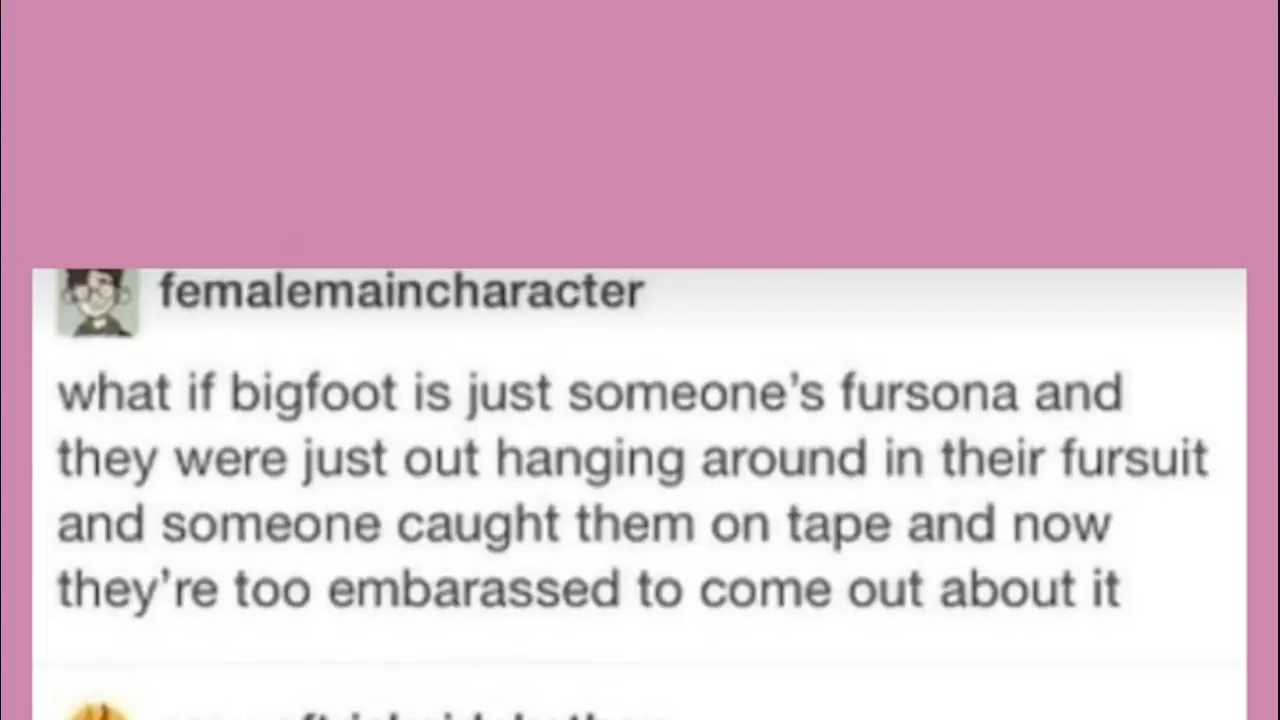 femalemaincharacter
what if bigfoot is just someone’s fursona and
they were just out hanging around in their fursuit
and someone caught them on tape and now
they’re too embarassed to come out about it